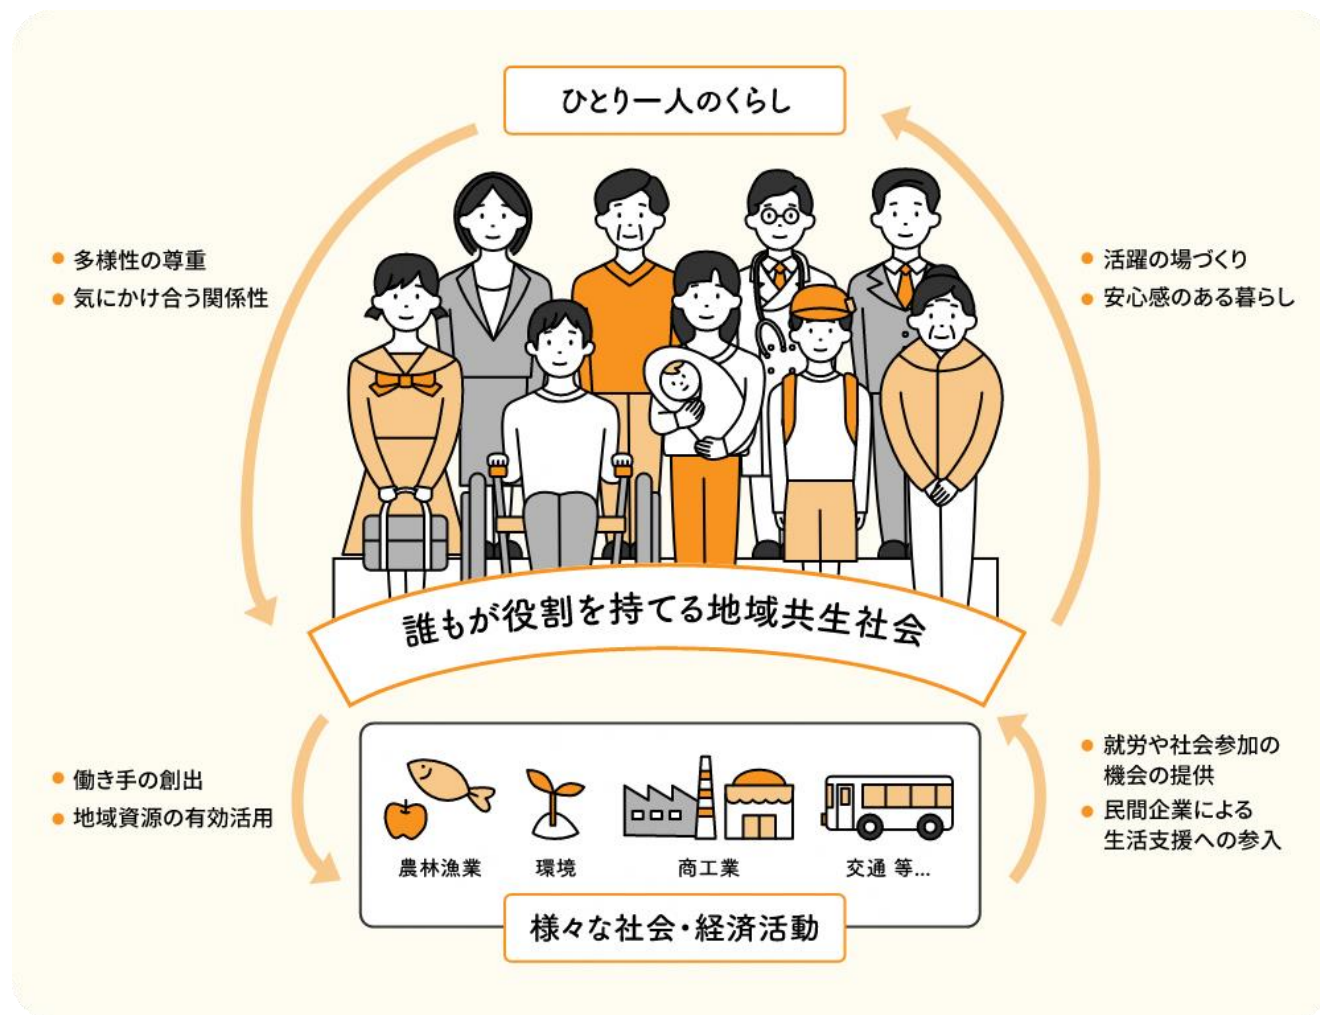 ひとり一人のくらし
多様性の尊重
気にかけ合う関係性
活躍の場づくり
安心感のある暮らし
誰もが役割を持てる地域共生社会
働き手の創出
地域資源の有効活用
就労や社会参加の
機会の提供
民間企業による
生活支援への参入
農林漁業
環境
商工業
交通 等...
様々な社会・経済活動